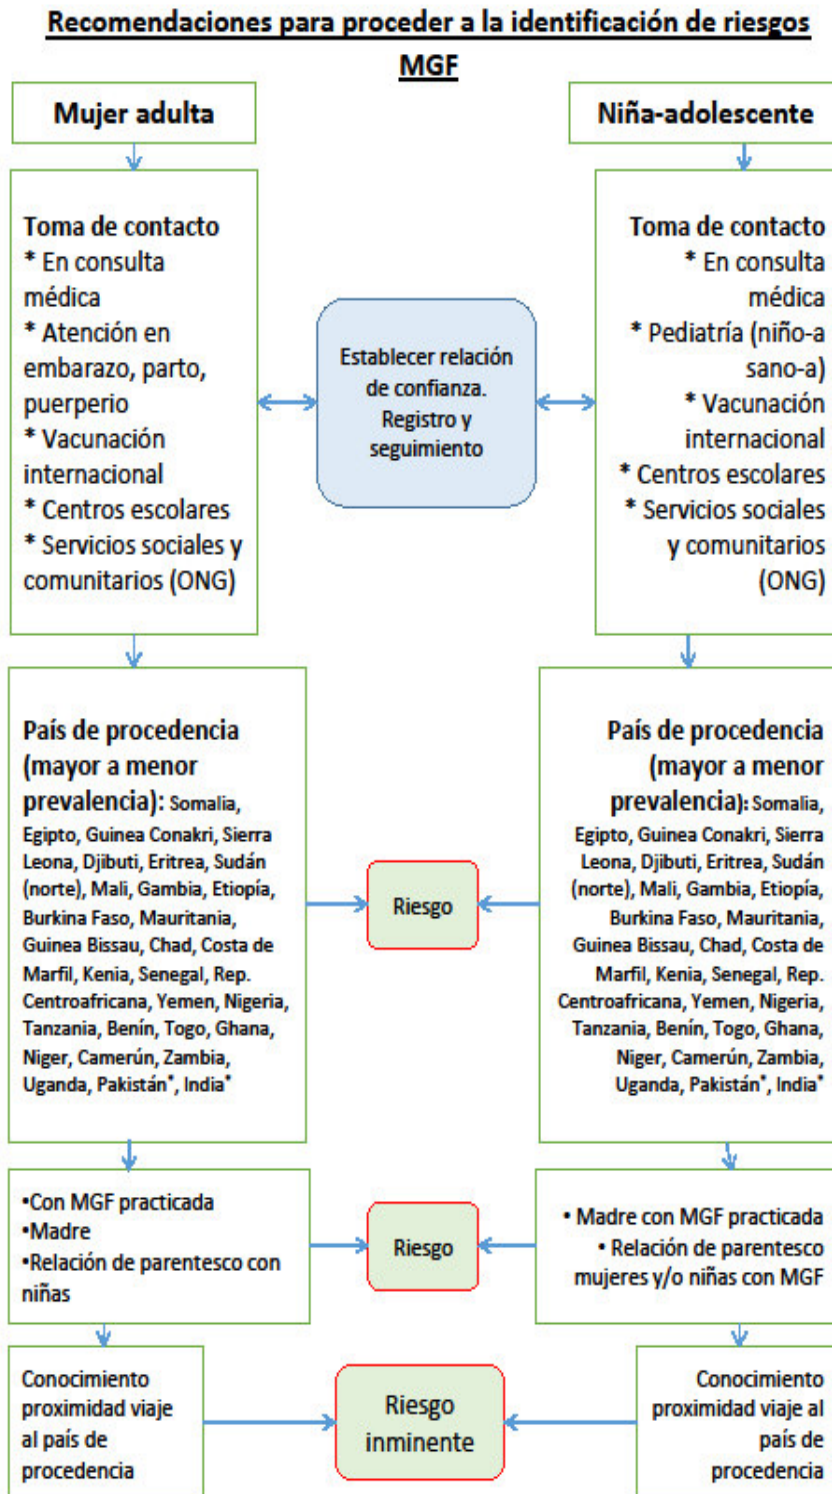 Recomendaciones para proceder a la identificación de riesgos
MGF
Mujer adulta
Niña-adolescente
Toma de contacto
* En consulta
médica
* Atención en
embarazo, parto,
puerperio
* Vacunación
internacional
* Centros escolares
* Servicios sociales y
comunitarios (ONG)
Establecer relación
de confianza.
Registro y
seguimiento
Toma de contacto
* En consulta
médica
* Pediatría (niño-a
sano-a)
* Vacunación
internacional
* Centros escolares
* Servicios sociales
y comunitarios
(ONG)
País de procedencia
(mayor a menor
prevalencia): Somalia,
Egipto, Guinea Conakri, Sierra
Leona, Djibuti, Eritrea, Sudán
(norte), Mali, Gambia, Etiopía,
Burkina Faso, Mauritania,
Guinea Bissau, Chad, Costa de
Marfil, Kenia, Senegal, Rep.
Centroafricana, Yemen, Nigeria,
Tanzania, Benín, Togo, Ghana,
Niger, Camerún, Zambia,
Uganda, Pakistán*, India*
Riesgo
País de procedencia
(mayor a menor
prevalencia): Somalia,
Egipto, Guinea Conakri, Sierra
Leona, Djibuti, Eritrea, Sudán
(norte), Mali, Gambia, Etiopía,
Burkina Faso, Mauritania,
Guinea Bissau, Chad, Costa de
Marfil, Kenia, Senegal, Rep.
Centroafricana, Yemen, Nigeria,
Tanzania, Benín, Togo, Ghana,
Niger, Camerún, Zambia,
Uganda, Pakistán*, India*
•Con MGF practicada
•Madre
•Relación de parentesco con
niñas
Riesgo
• Madre con MGF practicada
• Relación de parentesco
mujeres y/o niñas con MGF
Conocimiento
proximidad viaje
al país de
procedencia
Riesgo
inminente
Conocimiento
proximidad viaje al
país de
procedencia